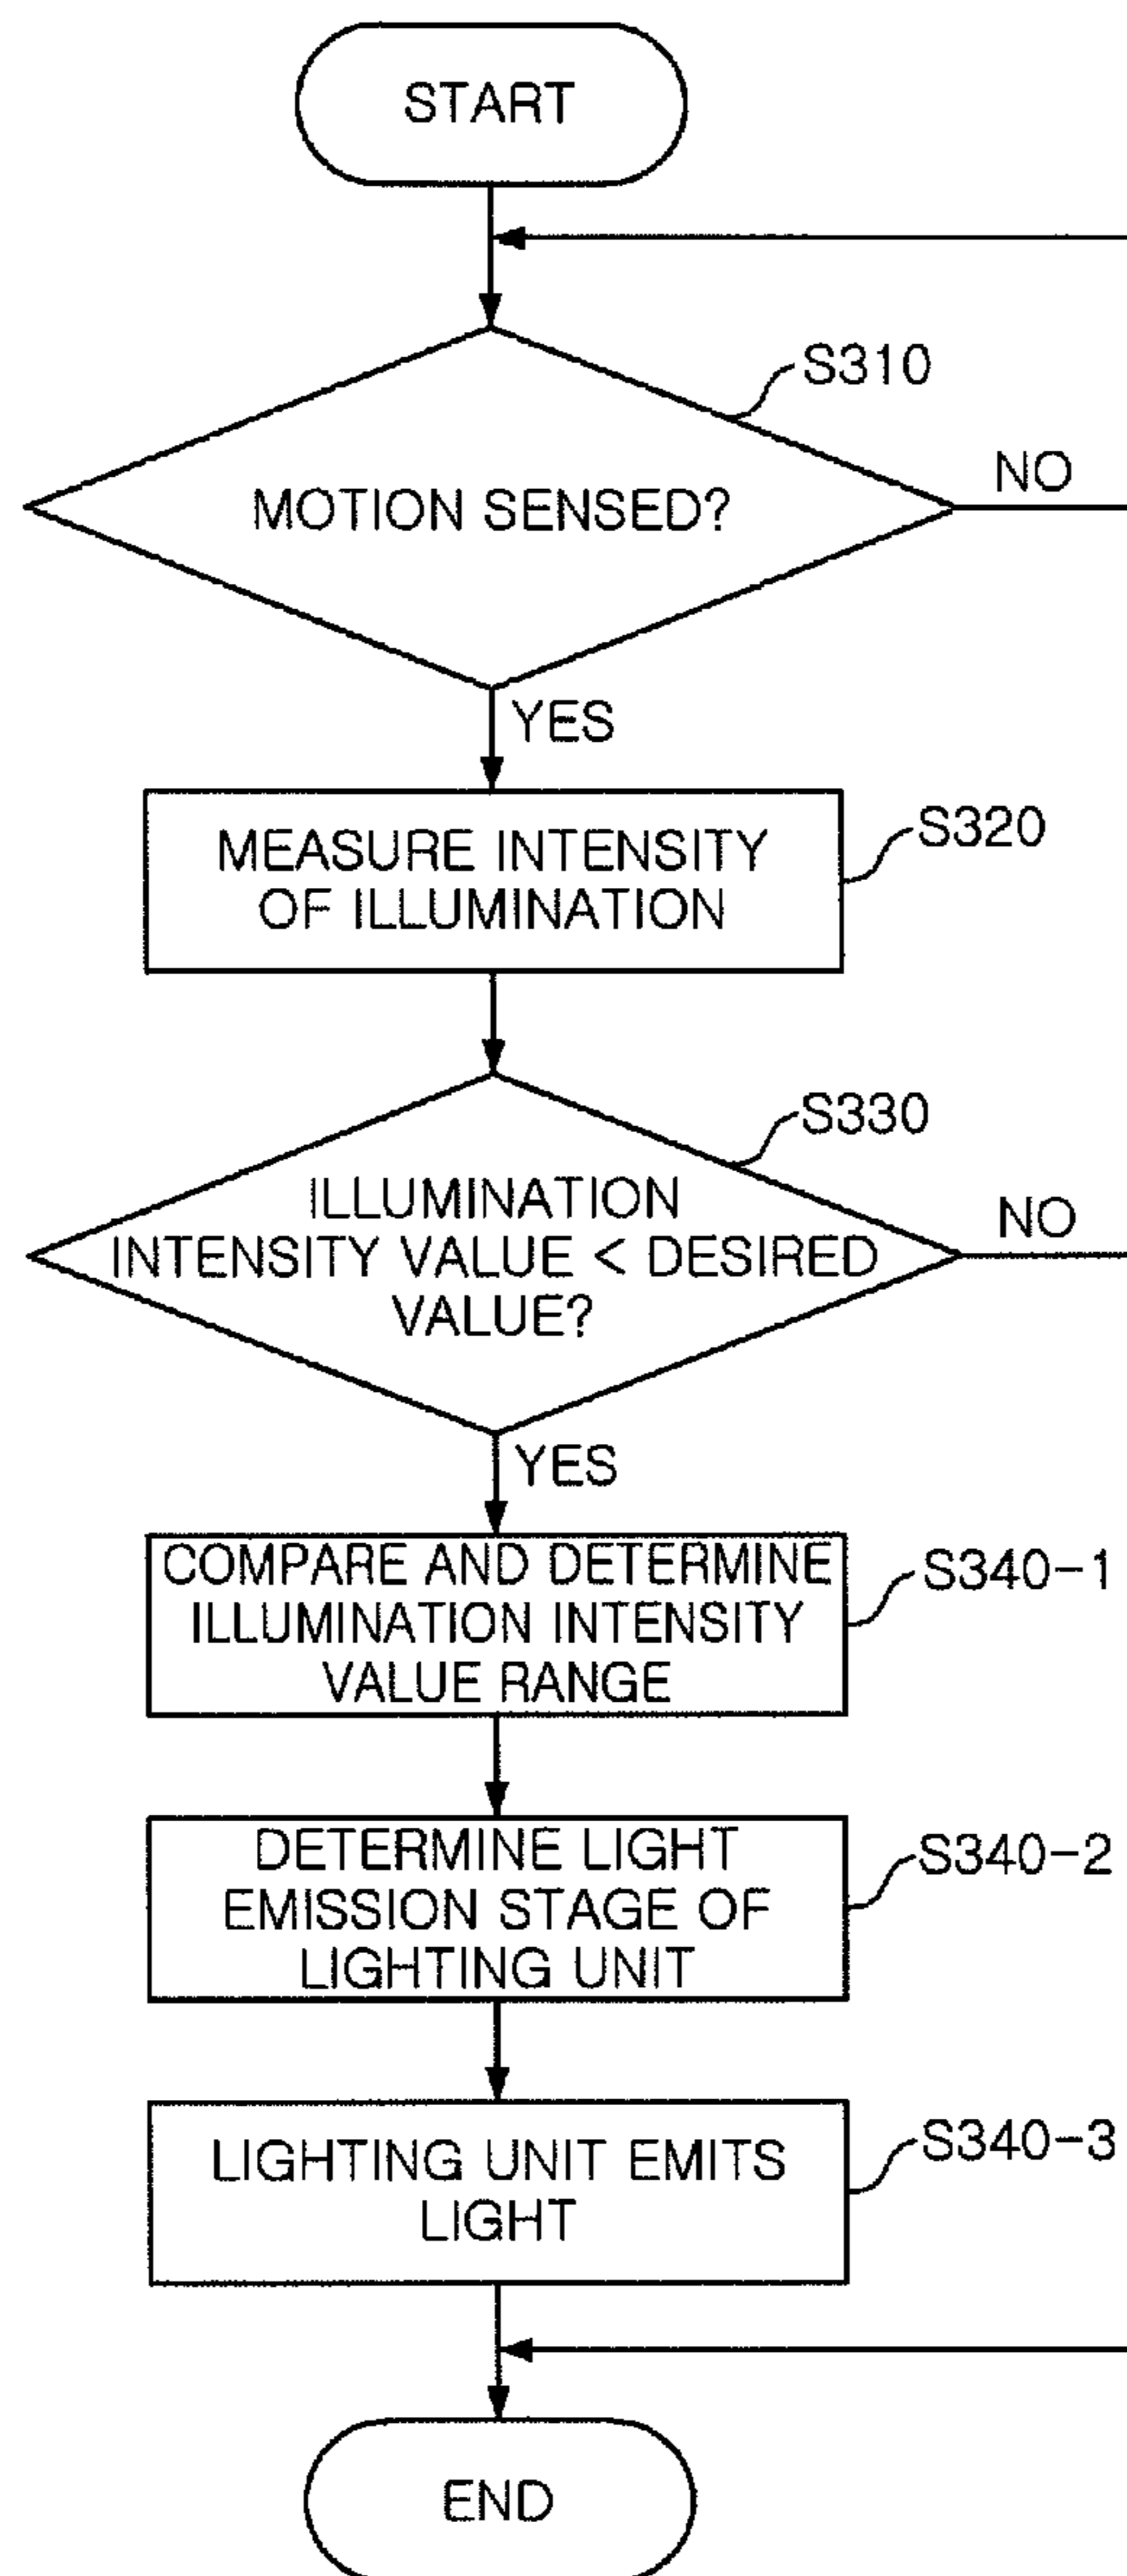 START
S310
MOTION SENSED?
NO
YES
MEASURE INTENSITY
OF ILLUMINATION
S320
S330
ILLUMINATION
INTENSITY VALUE < DESIRED
VALUE?
NO
YES
COMPARE AND DETERMINE
ILLUMINATION INTENSITY
VALUE RANGE
S340-1
DETERMINE LIGHT
EMISSION STAGE OF
LIGHTING UNIT
S340-2
LIGHTING UNIT EMITS
LIGHT
S340-3
END